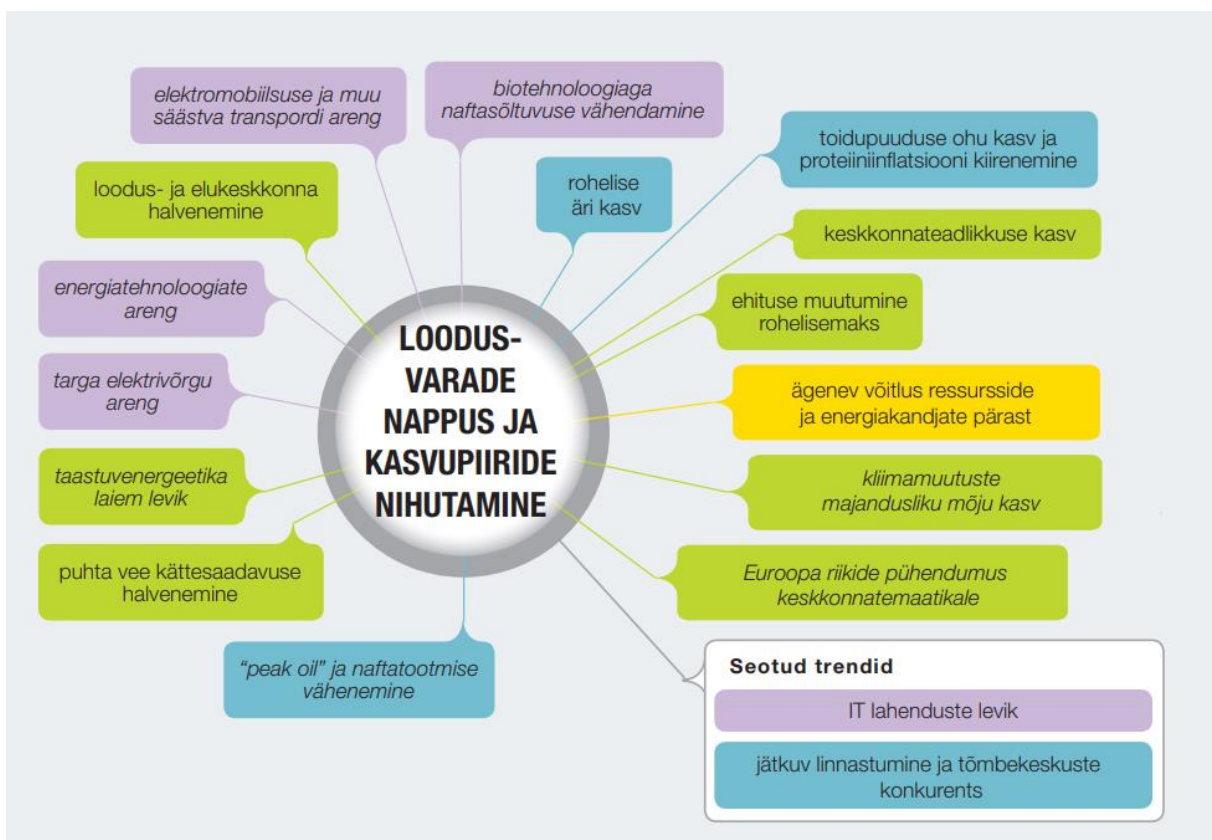 elektromobiilsuse ja muu
säästva transpordi areng
biotehnoloogiaga
naftasõltuvuse vähendamine
toidupuuduse ohu kasv ja
proteiiniinflatsiooni kiirenemine
loodus- ja elukeskkonna
halvenemine
rohelise
äri kasv
keskkonnateadlikkuse kasv
energiatehnoloogiate
areng
ehituse muutumine
rohelisemaks
LOODUS-
VARADE
NAPPUS JA
KASVUPIIRIDE
NIHUTAMINE
targa elektrivõrgu
areng
ägenev võitlus ressursside
ja energiakandjate pärast
taastuvenergeetika
laiem levik
kliimamuutuste
majandusliku mõju kasv
puhta vee kättesaadavuse
halvenemine
Euroopa riikide pühendumus
keskkonnatemaatikale
"peak oil" ja naftatootmise
vähenemine
Seotud trendid
IT lahenduste levik
jätkuv linnastumine ja tõmbekeskuste
konkurents